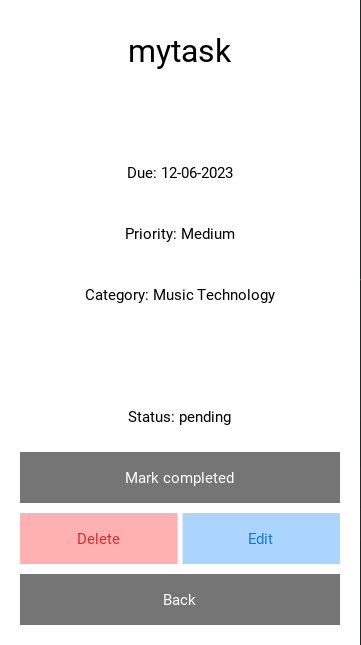 mytask
Due: 12-06-2023
Priority: Medium
Category: Music Technology
Status: pending
Mark completed
Delete
Edit
Back